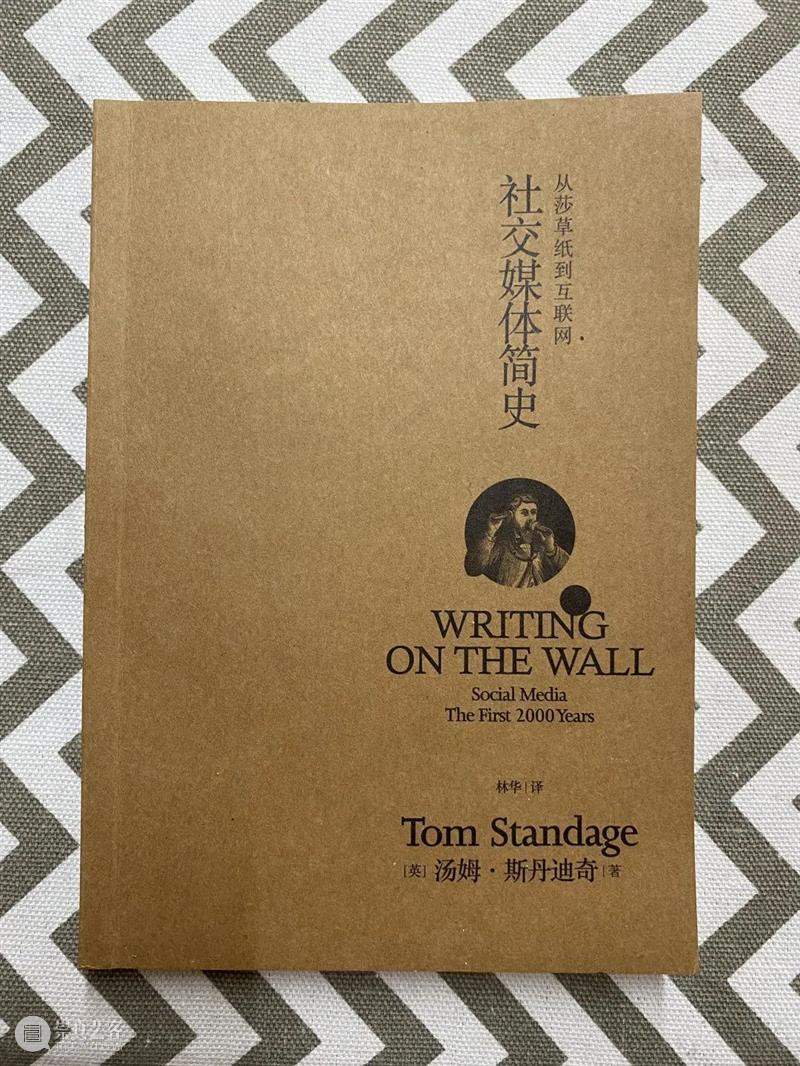 从莎草纸到互联网
社交媒体简史
WRITING
ON THE WALL
Social Media
The First 2000 Years
林华|译
Tom Standage
[英] 汤姆·斯丹迪奇|著